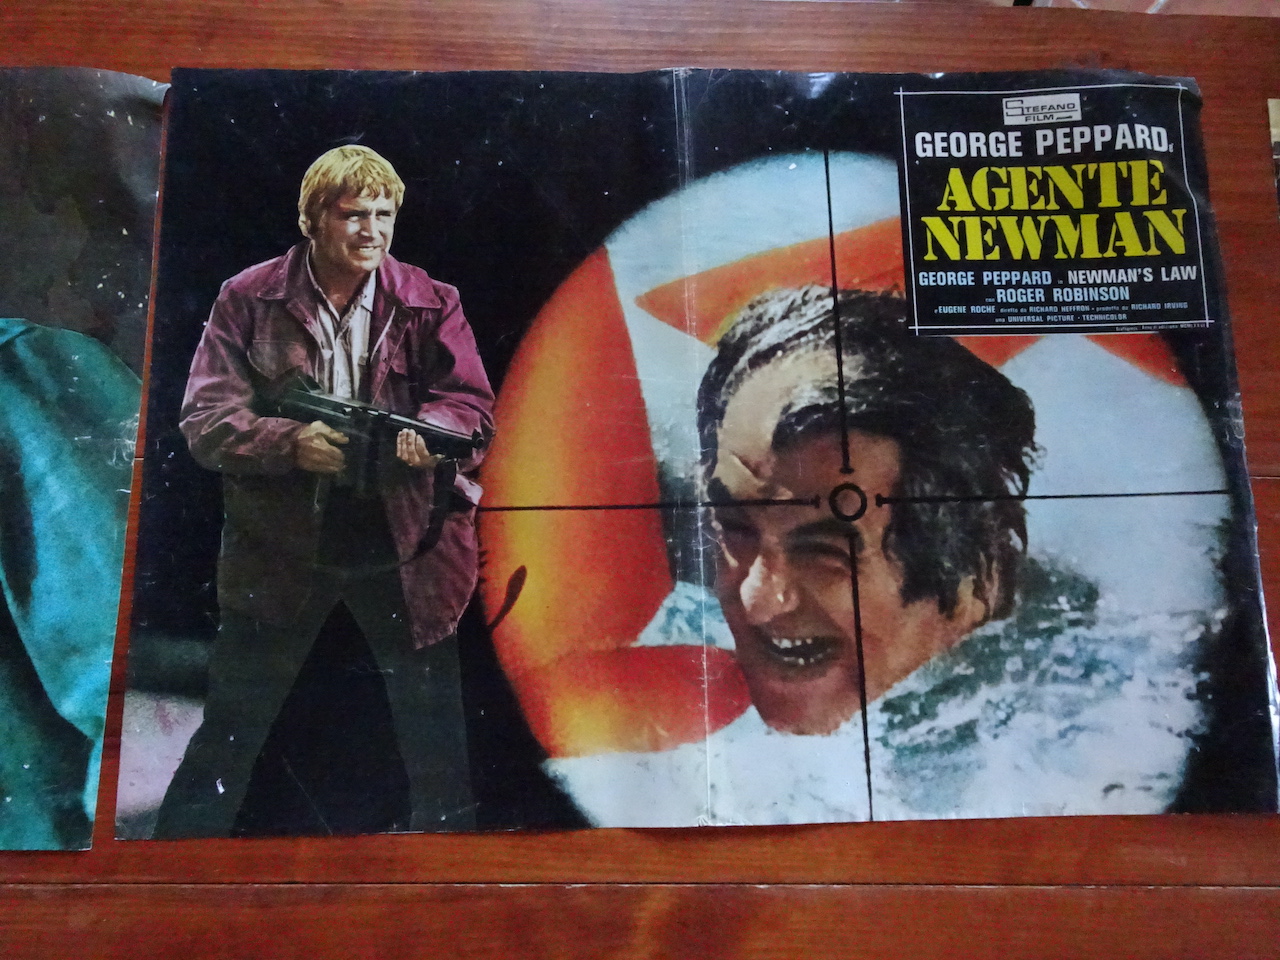 STEFANO
FILM
GEORGE PEPPARD È
AGENTE
NEWMAN
GEORGE PEPPARD in NEWMAN'S LAW
con ROGER ROBINSON
e EUGENE ROCHE diretto da RICHARD HEFFRON · prodotto da RICHARD IRVING
una UNIVERSAL PICTURE · TECHNICOLOR